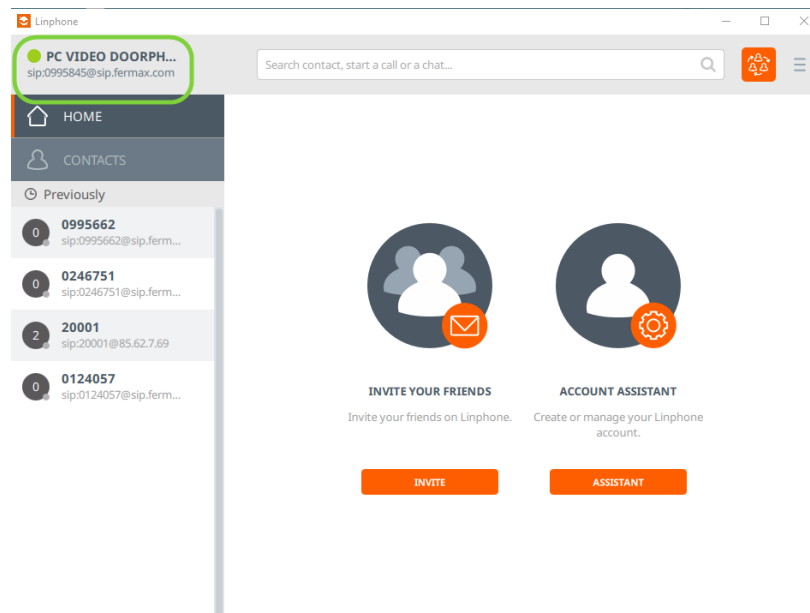 Linphone
PC VIDEO DOORPH...
sip:0995845@sip.fermax.com
Search contact, start a call or a chat...
HOME
CONTACTS
Previously
0
0995662
sip:0995662@sip.ferm...
0
0246751
sip:0246751@sip.ferm...
2
20001
sip:20001@85.62.7.69
0
0124057
sip:0124057@sip.ferm...
INVITE YOUR FRIENDS
Invite your friends on Linphone.
INVITE
ACCOUNT ASSISTANT
Create or manage your Linphone
account.
ASSISTANT